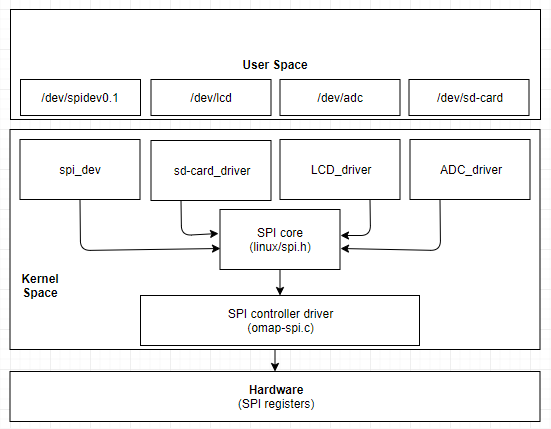 User Space
/dev/spidev0.1
/dev/lcd
/dev/adc
/dev/sd-card
spi_dev
sd-card_driver
LCD_driver
ADC_driver
SPI core
(linux/spi.h)
Kernel
Space
SPI controller driver
(omap-spi.c)
Hardware
(SPI registers)